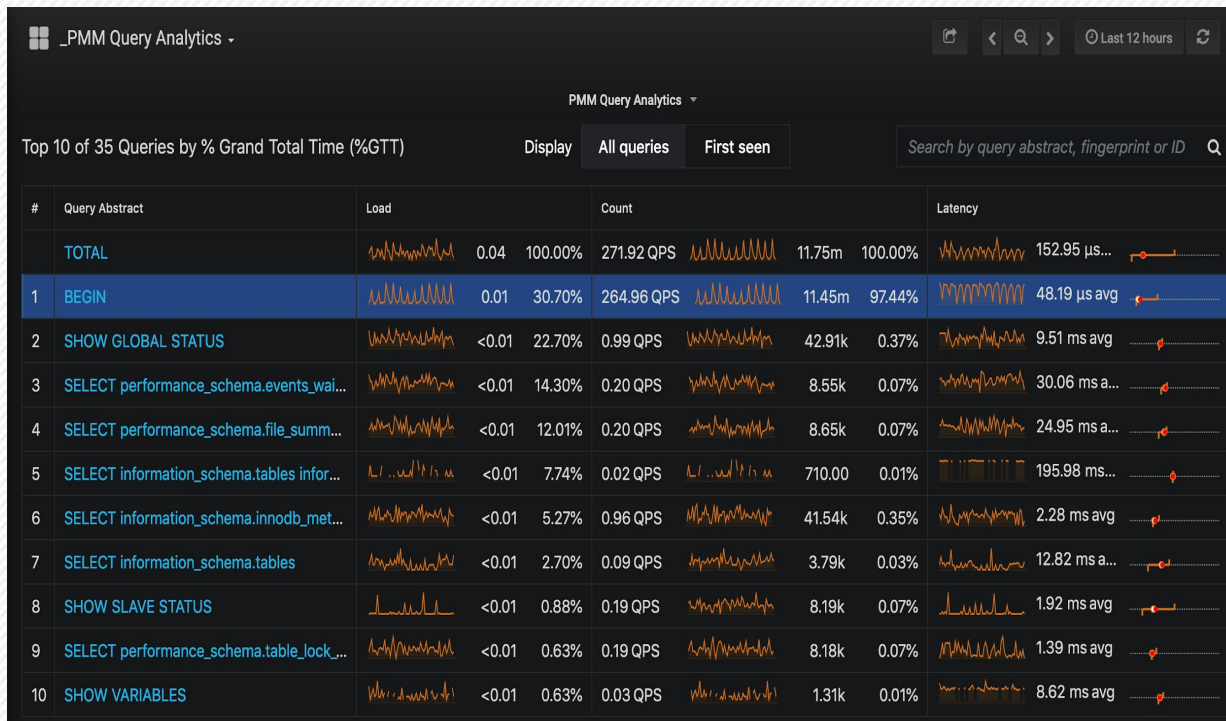 _PMM Query Analytics
Last 12 hours
PMM Query Analytics
Top 10 of 35 Queries by % Grand Total Time (%GTT) Display All queries First seen Search by query abstract, fingerprint or ID
# Query Abstract Load Count Latency
TOTAL 0.04 100.00% 271.92 QPS 11.75m 100.00% 152.95 µs...
1 BEGIN 0.01 30.70% 264.96 QPS 11.45m 97.44% 48.19 µs avg
2 SHOW GLOBAL STATUS <0.01 22.70% 0.99 QPS 42.91k 0.37% 9.51 ms avg
3 SELECT performance_schema.events_wai... <0.01 14.30% 0.20 QPS 8.55k 0.07% 30.06 ms a...
4 SELECT performance_schema.file_summ... <0.01 12.01% 0.20 QPS 8.65k 0.07% 24.95 ms a...
5 SELECT information_schema.tables infor... <0.01 7.74% 0.02 QPS 710.00 0.01% 195.98 ms...
6 SELECT information_schema.innodb_met... <0.01 5.27% 0.96 QPS 41.54k 0.35% 2.28 ms avg
7 SELECT information_schema.tables <0.01 2.70% 0.09 QPS 3.79k 0.03% 12.82 ms a...
8 SHOW SLAVE STATUS <0.01 0.88% 0.19 QPS 8.19k 0.07% 1.92 ms avg
9 SELECT performance_schema.table_lock_... <0.01 0.63% 0.19 QPS 8.18k 0.07% 1.39 ms avg
10 SHOW VARIABLES <0.01 0.63% 0.03 QPS 1.31k 0.01% 8.62 ms avg